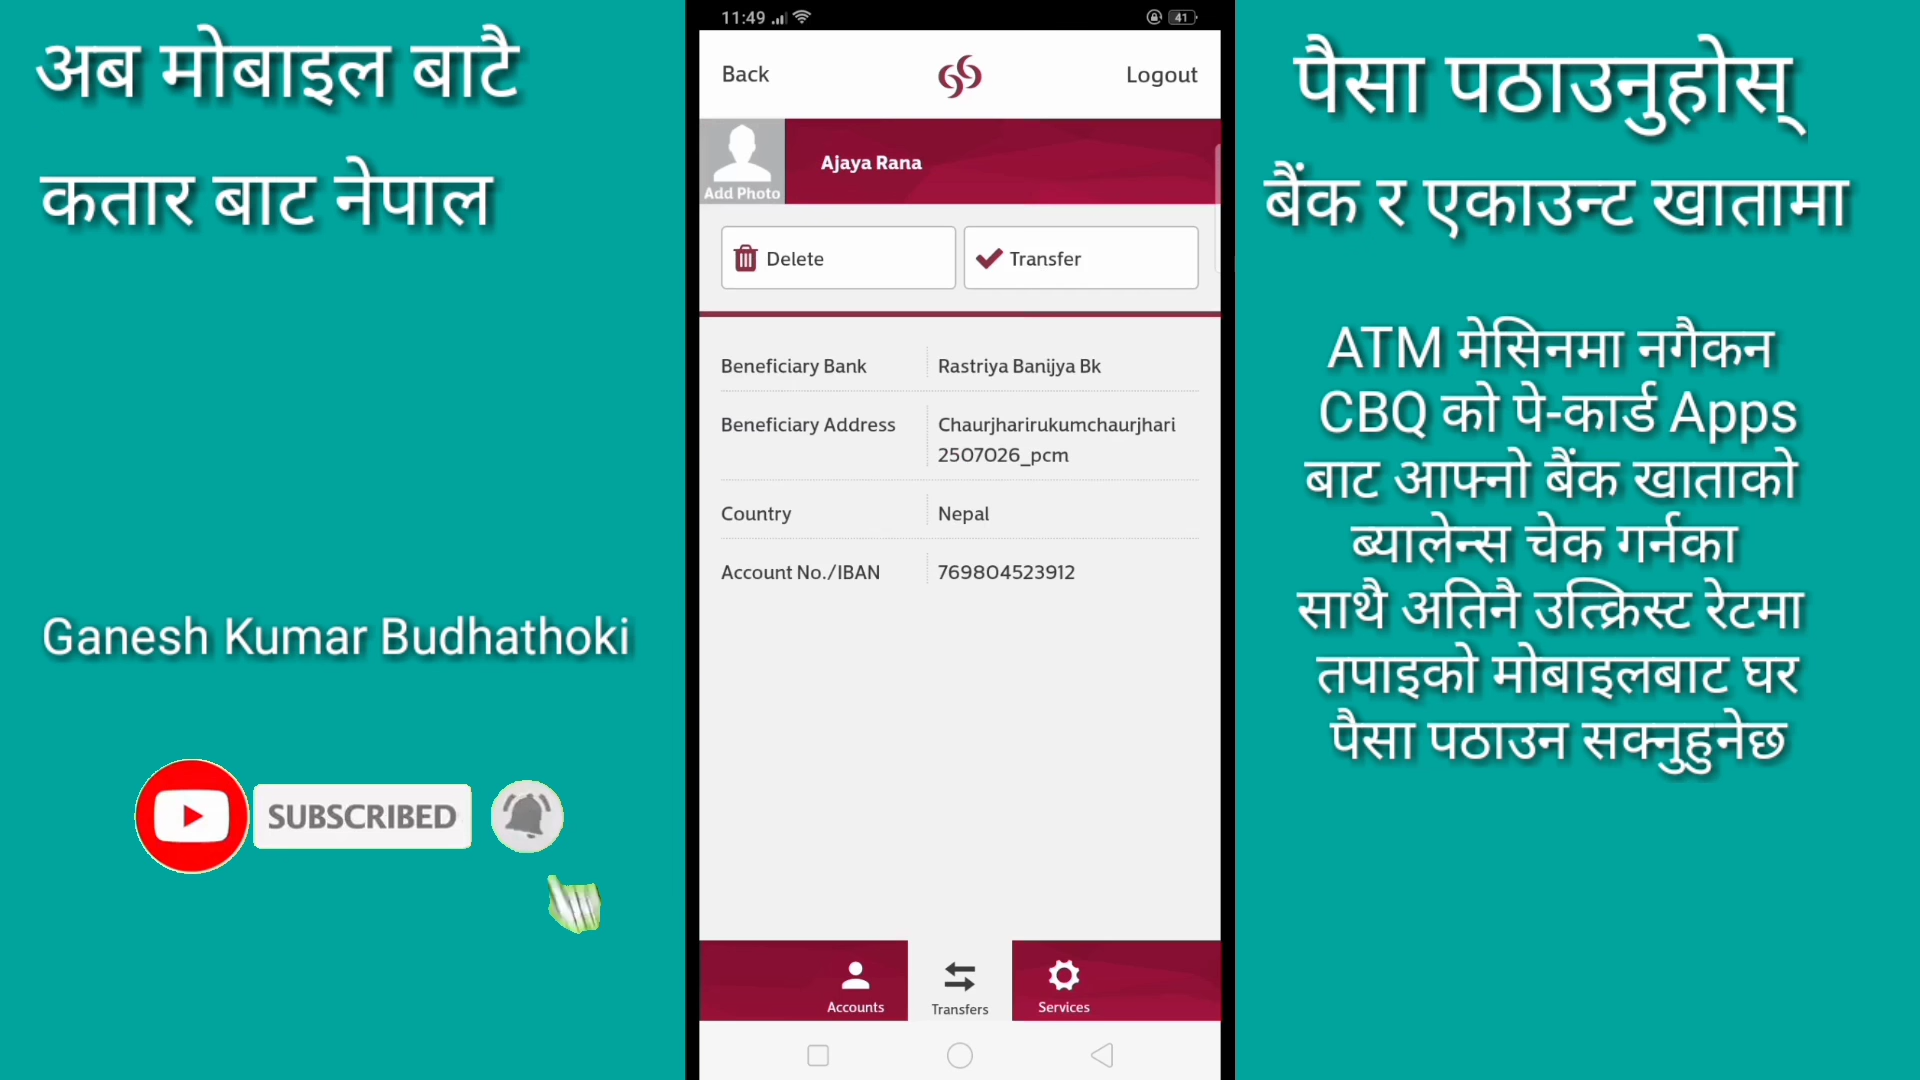 अब मोबाइल बाटै
कतार बाट नेपाल
Ganesh Kumar Budhathoki
SUBSCRIBED
11:49
41
Back
Logout
Add Photo
Ajaya Rana
Delete
Transfer
Beneficiary Bank
Rastriya Banijya Bk
Beneficiary Address
Chaurjharirukumchaurjhari
2507026_pcm
Country
Nepal
Account No./IBAN
769804523912
Accounts
Transfers
Services
पैसा पठाउनुहोस्
बैंक र एकाउन्ट खातामा
ATM मेसिनमा नगैकन
CBQ को पे-कार्ड Apps
बाट आफ्नो बैंक खाताको
ब्यालेन्स चेक गर्नका
साथै अतिनै उत्क्रिस्ट रेटमा
तपाइको मोबाइलबाट घर
पैसा पठाउन सक्नुहुनेछ